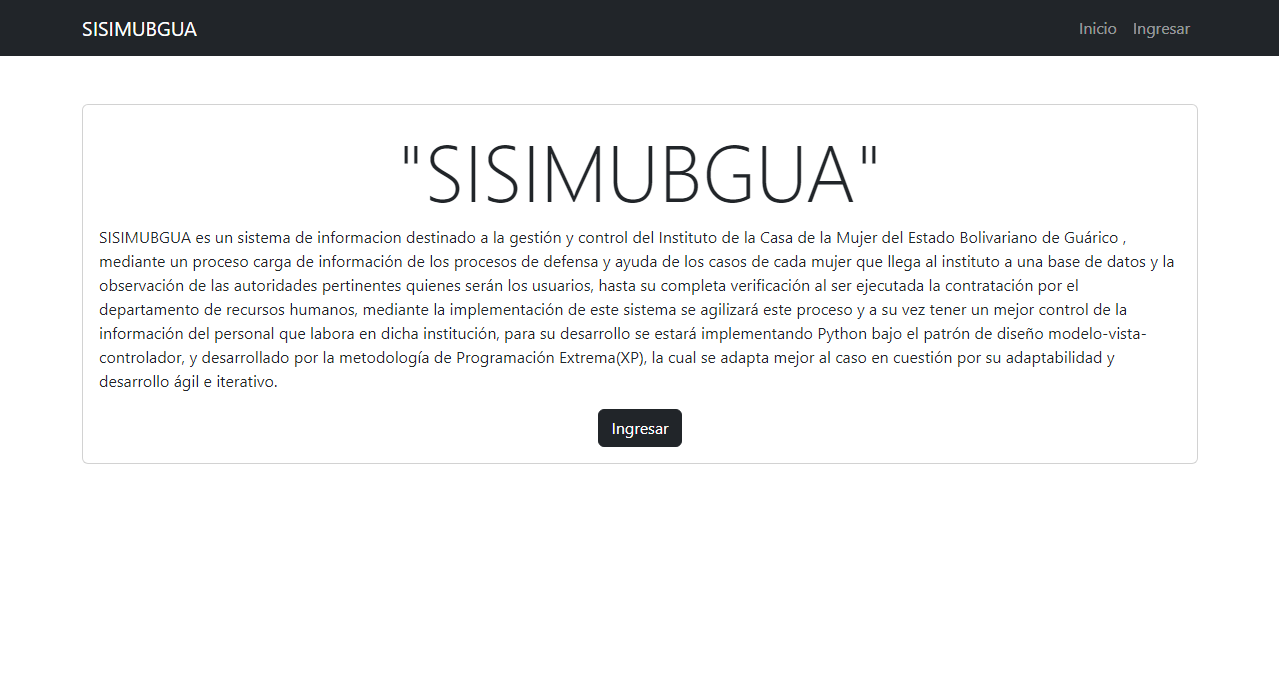 SISIMUBGUA
Inicio
Ingresar
"SISIMUBGUA"
SISIMUBGUA es un sistema de informacion destinado a la gestión y control del Instituto de la Casa de la Mujer del Estado Bolivariano de Guárico ,
mediante un proceso carga de información de los procesos de defensa y ayuda de los casos de cada mujer que llega al instituto a una base de datos y la
observación de las autoridades pertinentes quienes serán los usuarios, hasta su completa verificación al ser ejecutada la contratación por el
departamento de recursos humanos, mediante la implementación de este sistema se agilizará este proceso y a su vez tener un mejor control de la
información del personal que labora en dicha institución, para su desarrollo se estará implementando Python bajo el patrón de diseño modelo-vista-
controlador, y desarrollado por la metodología de Programación Extrema(XP), la cual se adapta mejor al caso en cuestión por su adaptabilidad y
desarrollo ágil e iterativo.
Ingresar